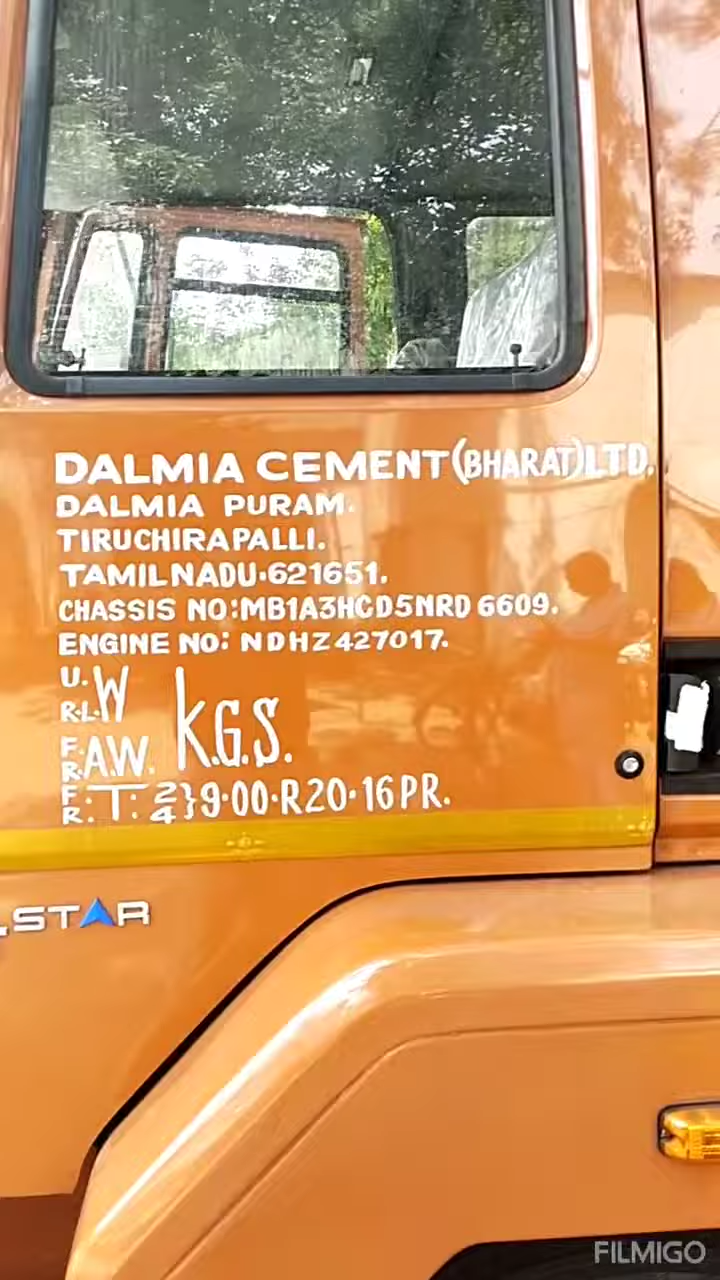 DALMIA CEMENT (BHARAT) LTD.
DALMIA PURAM.
TIRUCHIRAPALLI.
TAMILNADU-621651.
CHASSIS NO:MB1A3HCD5NRD 6609.
ENGINE NO: NDHZ427017.
U.W
R.L.W K.G.S.
F.A.W.
R.A.W.
F:T:2}9.00.R20.16PR.
R.:T:4}
LSTAR
FILMIGO